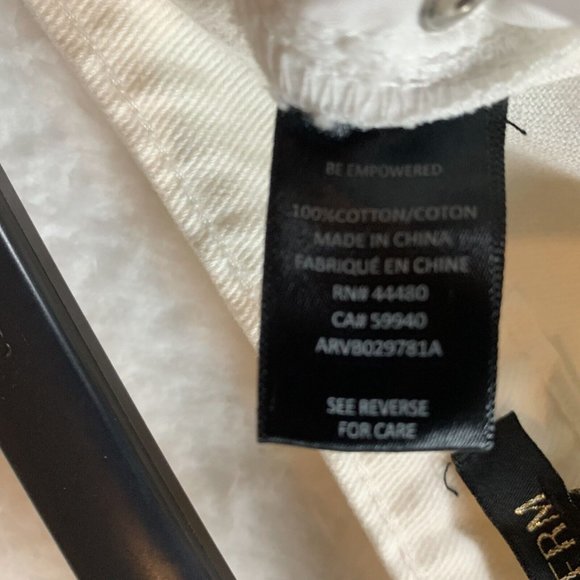 BE EMPOWERED
100%COTTON/COTON
MADE IN CHINA
FABRIQUÉ EN CHINE
RN# 44480
CA# 59940
ARVB029781A
SEE REVERSE
FOR CARE
ERM